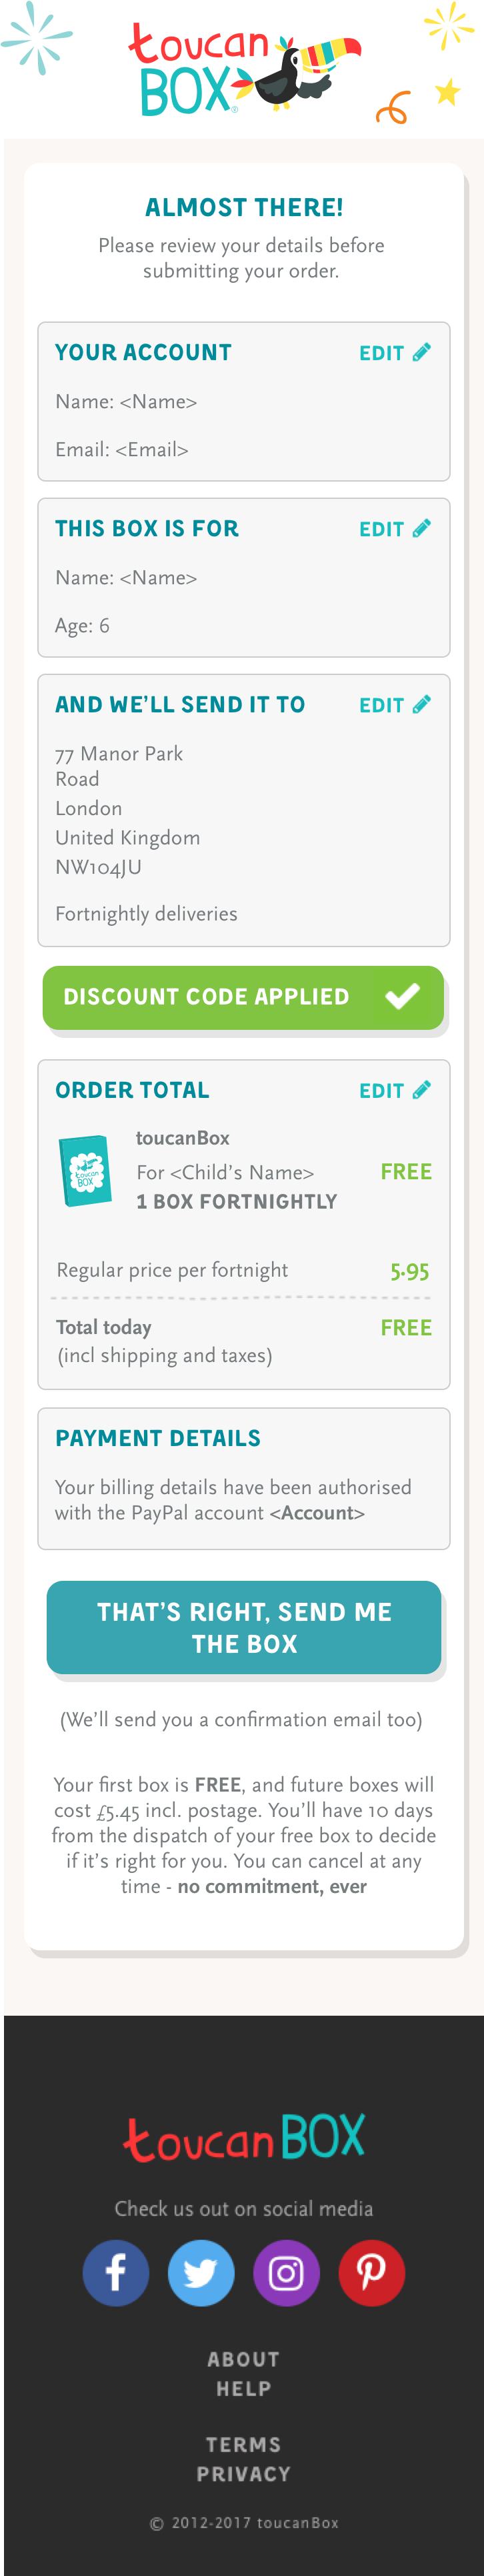 toucan
BOX®
ALMOST THERE!
Please review your details before
submitting your order.
YOUR ACCOUNT EDIT
Name: <Name>
Email: <Email>
THIS BOX IS FOR EDIT
Name: <Name>
Age: 6
AND WE'LL SEND IT TO EDIT
77 Manor Park
Road
London
United Kingdom
NW104JU
Fortnightly deliveries
DISCOUNT CODE APPLIED
ORDER TOTAL EDIT
toucanBox
toucan
BOX
For <Child's Name> FREE
1 BOX FORTNIGHTLY
Regular price per fortnight 5.95
Total today FREE
(incl shipping and taxes)
PAYMENT DETAILS
Your billing details have been authorised
with the PayPal account <Account>
THAT'S RIGHT, SEND ME
THE BOX
(We'll send you a confirmation email too)
Your first box is FREE, and future boxes will
cost £5.45 incl. postage. You'll have 10 days
from the dispatch of your free box to decide
if it's right for you. You can cancel at any
time - no commitment, ever
toucanBOX
Check us out on social media
ABOUT
HELP
TERMS
PRIVACY
© 2012-2017 toucanBox